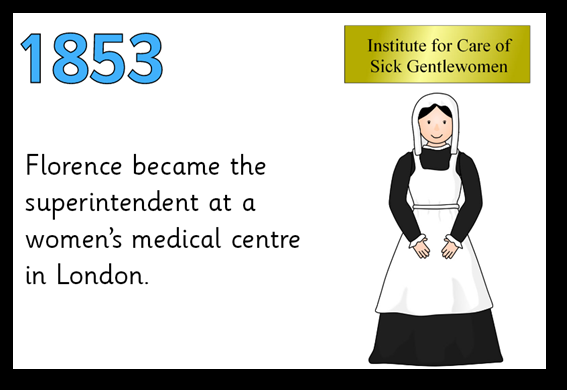 1853
Institute for Care of
Sick Gentlewomen
Florence became the
superintendent at a
women's medical centre
in London.